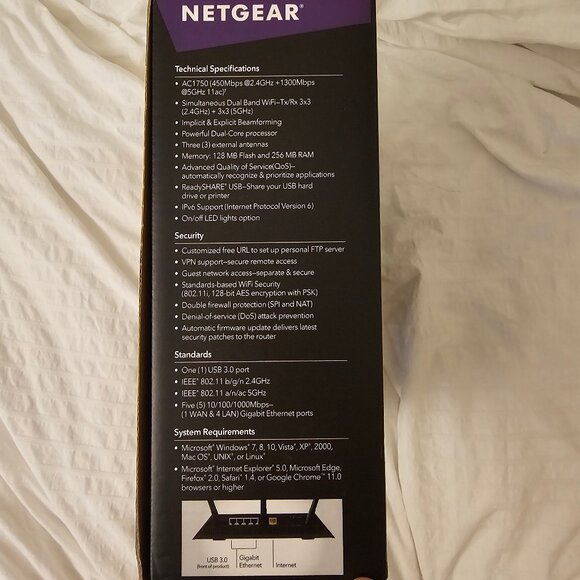 NETGEAR®
Technical Specifications
• AC1750 (450Mbps @2.4GHz +1300Mbps
@5GHz 11ac)†
• Simultaneous Dual Band WiFi—Tx/Rx 3x3
(2.4GHz) + 3x3 (5GHz)
• Implicit & Explicit Beamforming
• Powerful Dual-Core processor
• Three (3) external antennas
• Memory: 128 MB Flash and 256 MB RAM
• Advanced Quality of Service(QoS)—
automatically recognize & prioritize applications
• ReadySHARE® USB—Share your USB hard
drive or printer
• IPv6 Support (Internet Protocol Version 6)
• On/off LED lights option
Security
• Customized free URL to set up personal FTP server
• VPN support—secure remote access
• Guest network access—separate & secure
• Standards-based WiFi Security
(802.11i, 128-bit AES encryption with PSK)
• Double firewall protection (SPI and NAT)
• Denial-of-service (DoS) attack prevention
• Automatic firmware update delivers latest
security patches to the router
Standards
• One (1) USB 3.0 port
• IEEE® 802.11 b/g/n 2.4GHz
• IEEE® 802.11 a/n/ac 5GHz
• Five (5) 10/100/1000Mbps—
(1 WAN & 4 LAN) Gigabit Ethernet ports
System Requirements
• Microsoft® Windows® 7, 8, 10, Vista®, XP®, 2000,
Mac OS®, UNIX®, or Linux®
• Microsoft® Internet Explorer® 5.0, Microsoft Edge,
Firefox® 2.0, Safari® 1.4, or Google Chrome™ 11.0
browsers or higher
USB 3.0
(front of product)
Gigabit
Ethernet
Internet